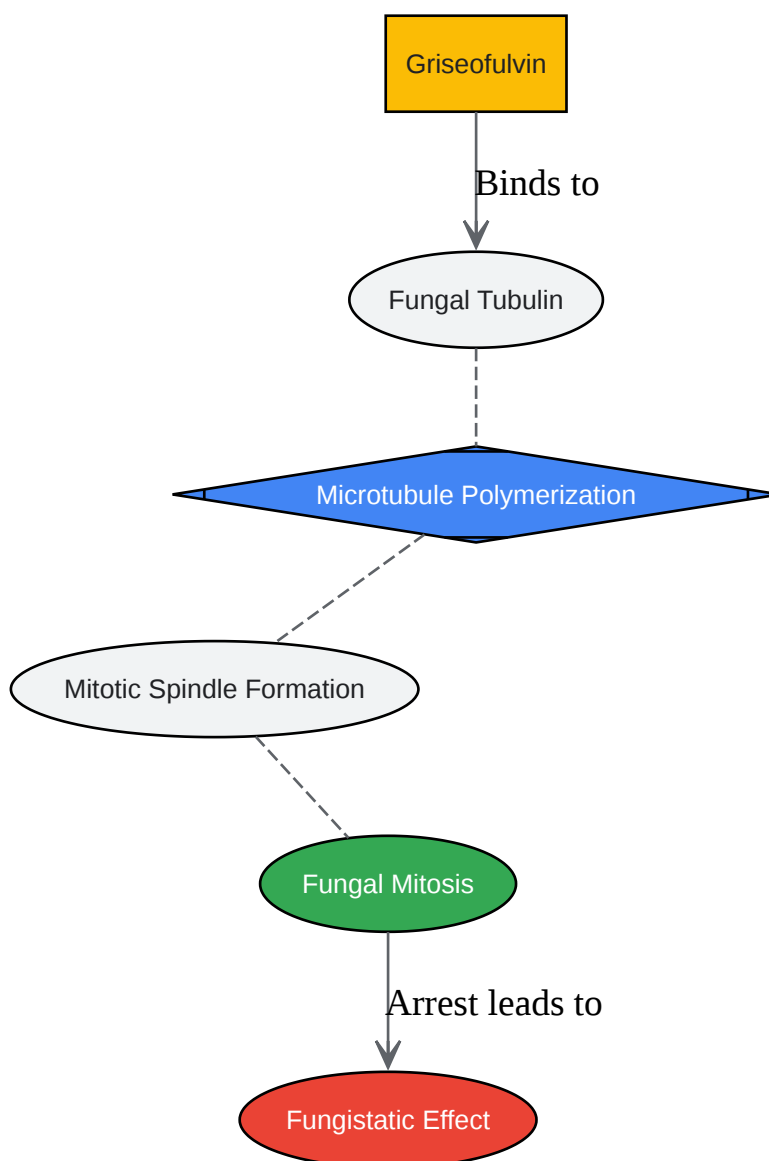 Griseofulvin
Binds to
Fungal Tubulin
Microtubule Polymerization
Mitotic Spindle Formation
Fungal Mitosis
Arrest leads to
Fungistatic Effect